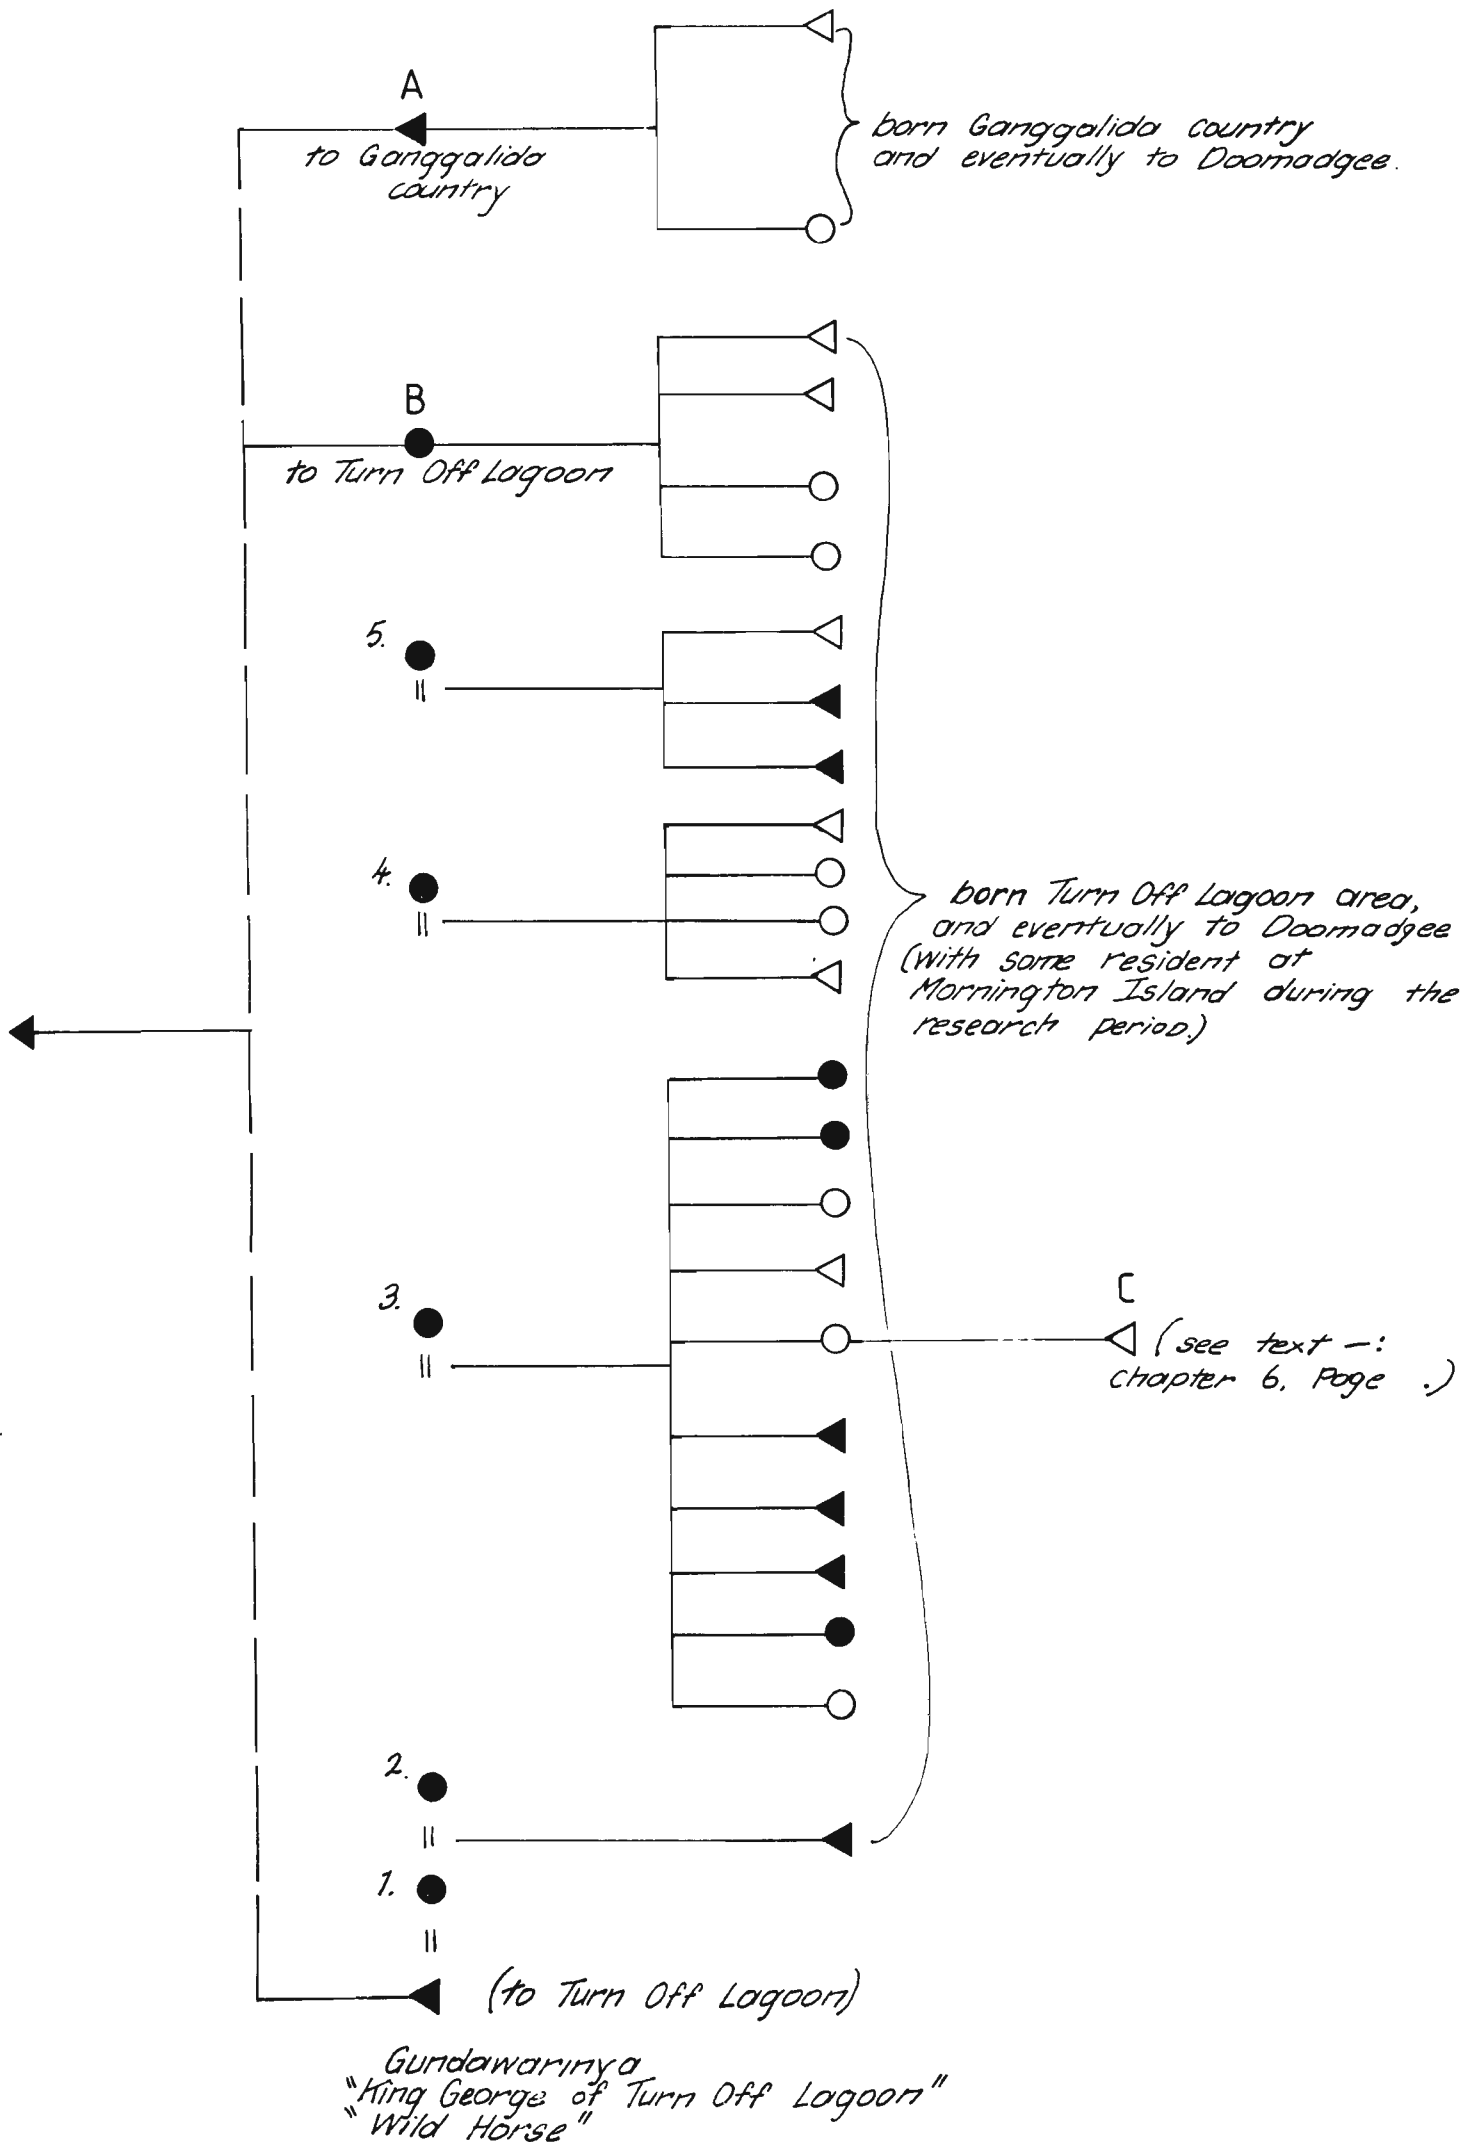 A
to Ganggalida
country
born Ganggalida country
and eventually to Doomadgee.
B
to Turn Off Lagoon
5.
4.
born Turn Off Lagoon area,
and eventually to Doomadgee
(with some resident at
Mornington Island during the
research period.)
3.
C
(see text -:
chapter 6. Page .)
2.
1.
(to Turn Off Lagoon)
Gundawarinya
"King George of Turn Off Lagoon"
"Wild Horse"